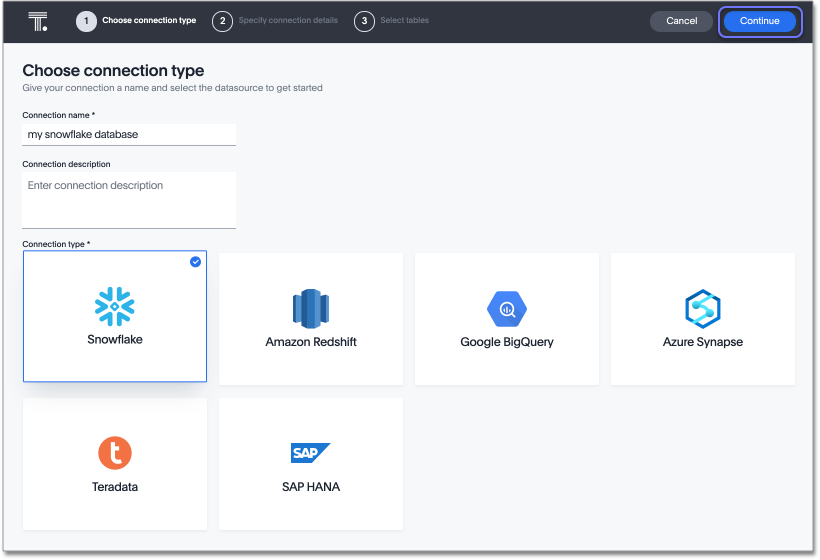 T.
1 Choose connection type 2 Specify connection details 3 Select tables Cancel Continue
Choose connection type
Give your connection a name and select the datasource to get started
Connection name *
my snowflake database
Connection description
Enter connection description
Connection type *
Snowflake
Amazon Redshift
Google BigQuery
Azure Synapse
t
Teradata
SAP
SAP HANA